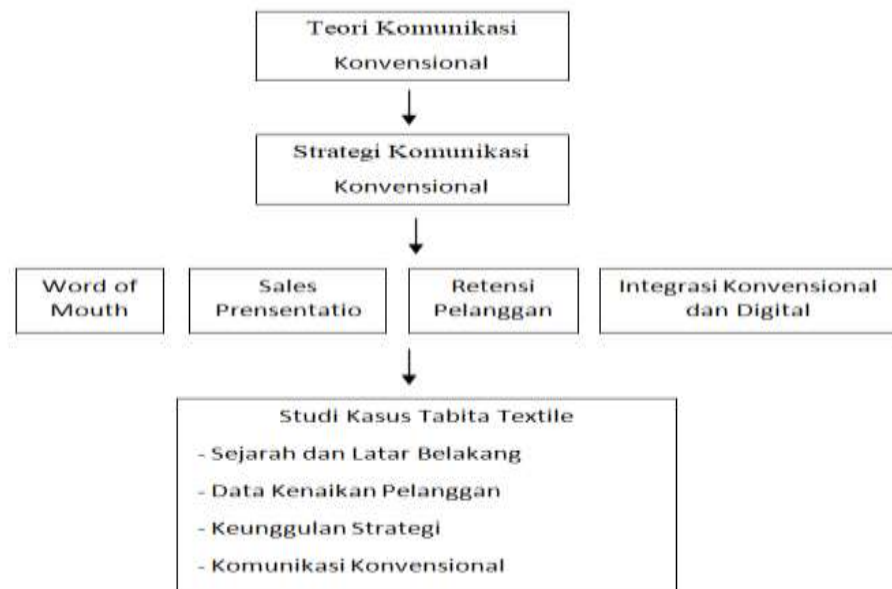 Teori Komunikasi
Konvensional
Strategi Komunikasi
Konvensional
Word of
Mouth
Sales
Prensentatio
Retensi
Pelanggan
Integrasi Konvensional
dan Digital
Studi Kasus Tabita Textile
- Sejarah dan Latar Belakang
- Data Kenaikan Pelanggan
- Keunggulan Strategi
- Komunikasi Konvensional